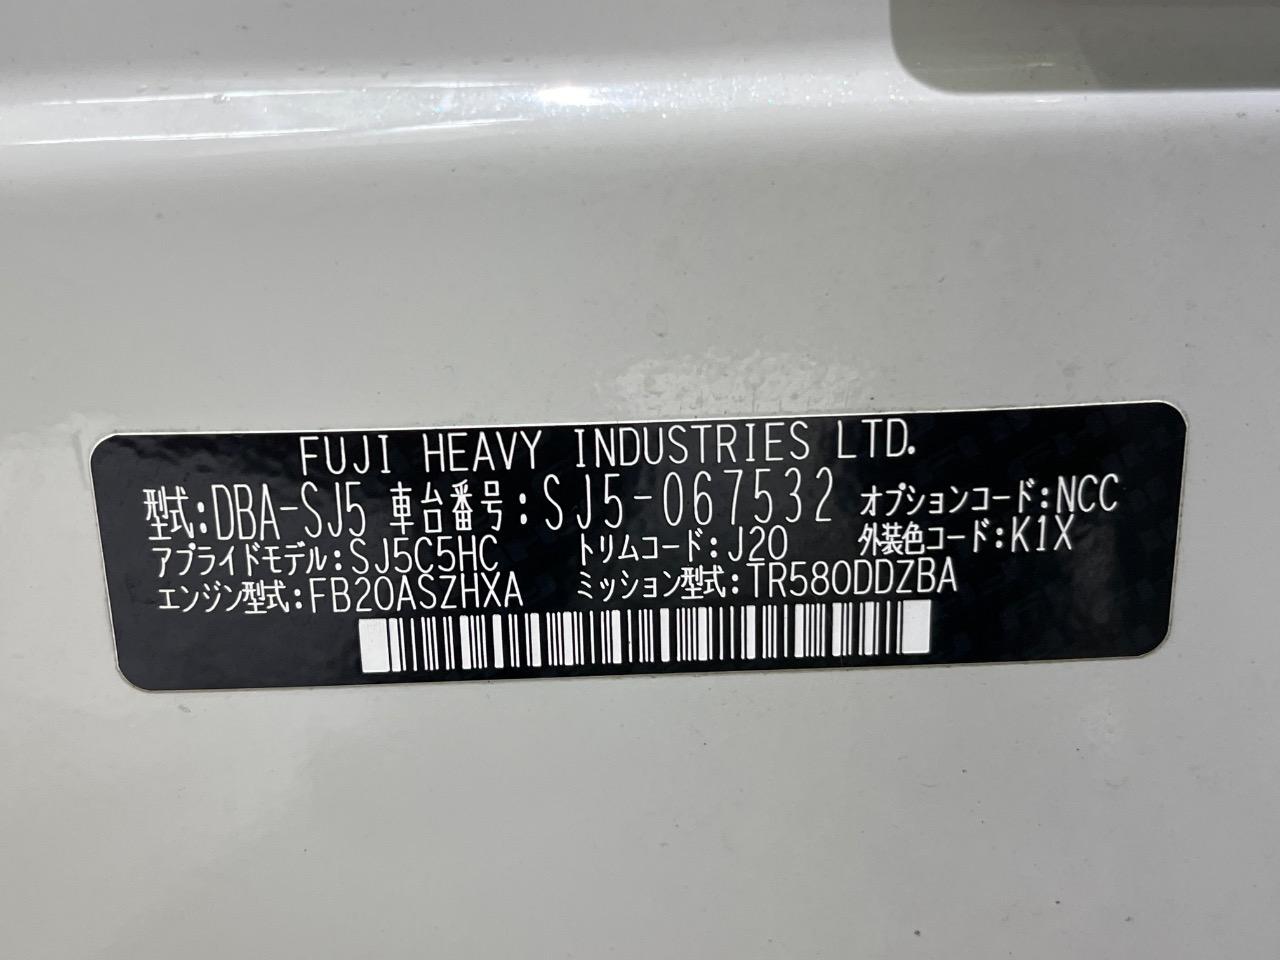 FUJI HEAVY INDUSTRIES LTD.
型式:DBA-SJ5 車台番号:SJ5-067532 オプションコード:NCC
アプライドモデル:SJ5C5HC トリムコード:J20 外装色コード:K1X
エンジン型式:FB20ASZHXA ミッション型式:TR580DDZBA